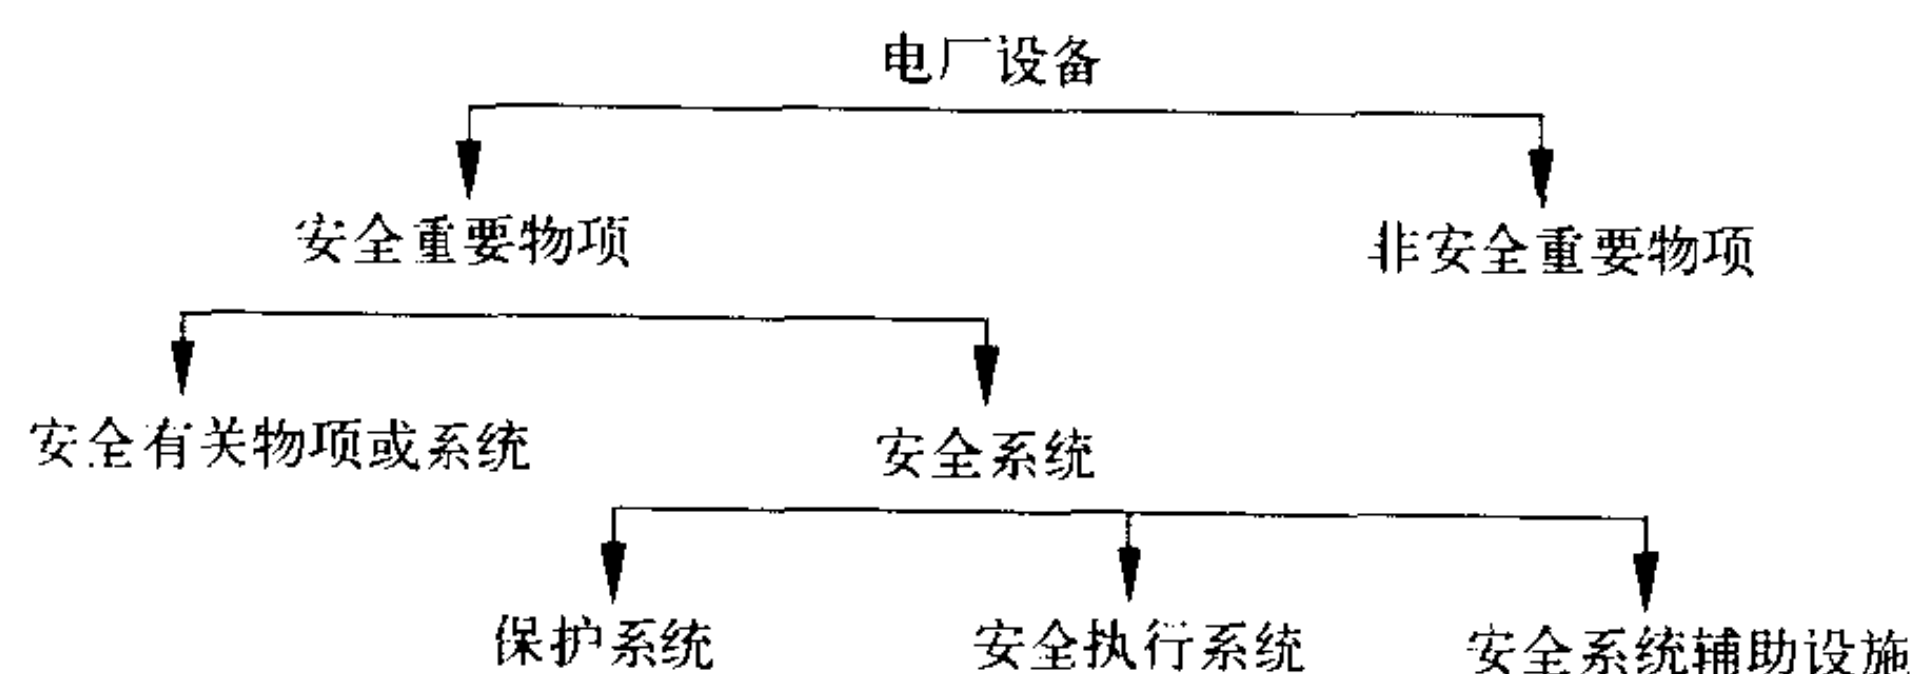 电厂设备
安全重要物项
非安全重要物项
安全有关物项或系统
安全系统
保护系统
安全执行系统
安全系统辅助设施